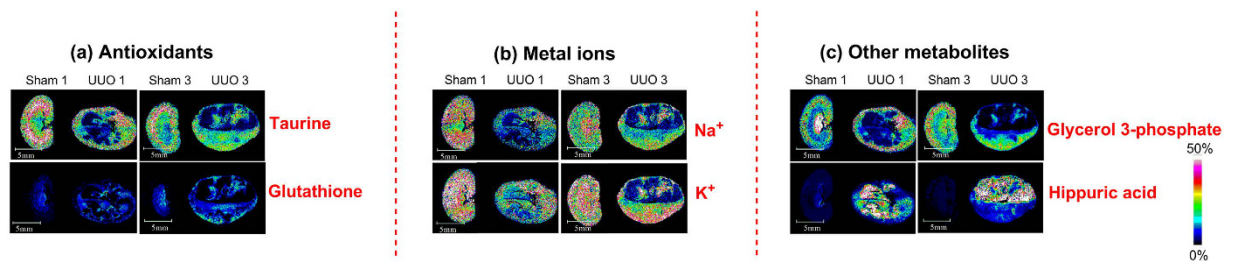 (a) Antioxidants
Sham 1 UUO 1 Sham 3 UUO 3
5mm 5mm
Taurine
5mm 5mm
Glutathione
(b) Metal ions
Sham 1 UUO 1 Sham 3 UUO 3
5mm 5mm
Na⁺
5mm 5mm
K⁺
(c) Other metabolites
Sham 1 UUO 1 Sham 3 UUO 3
5mm 5mm
Glycerol 3-phosphate
5mm 5mm
Hippuric acid
50%
0%